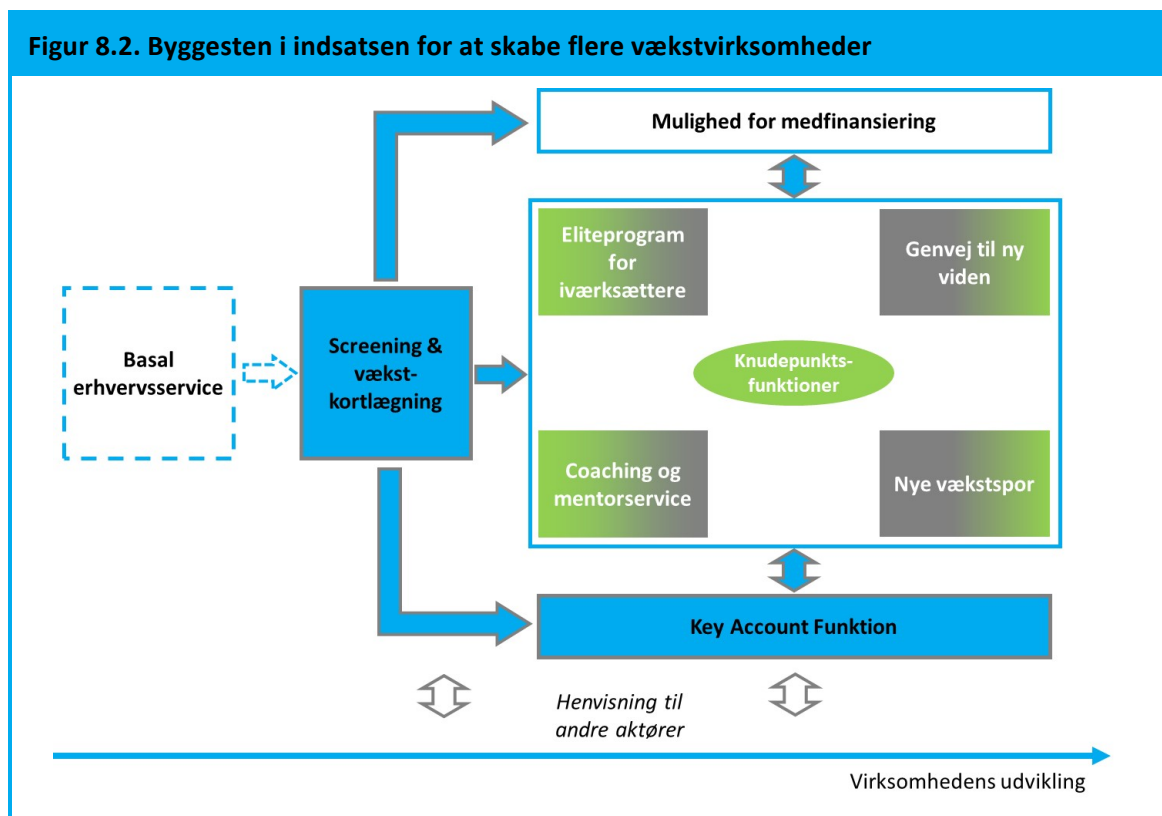 Figur 8.2. Byggesten i indsatsen for at skabe flere vækstvirksomheder
Mulighed for medfinansiering
Eliteprogram
for
iværksættere
Genvej til ny
viden
Basal
erhvervsservice
Screening &
vækst-
kortlægning
Knudepunkts-
funktioner
Coaching og
mentorservice
Nye vækstspor
Key Account Funktion
Henvisning til
andre aktører
Virksomhedens udvikling